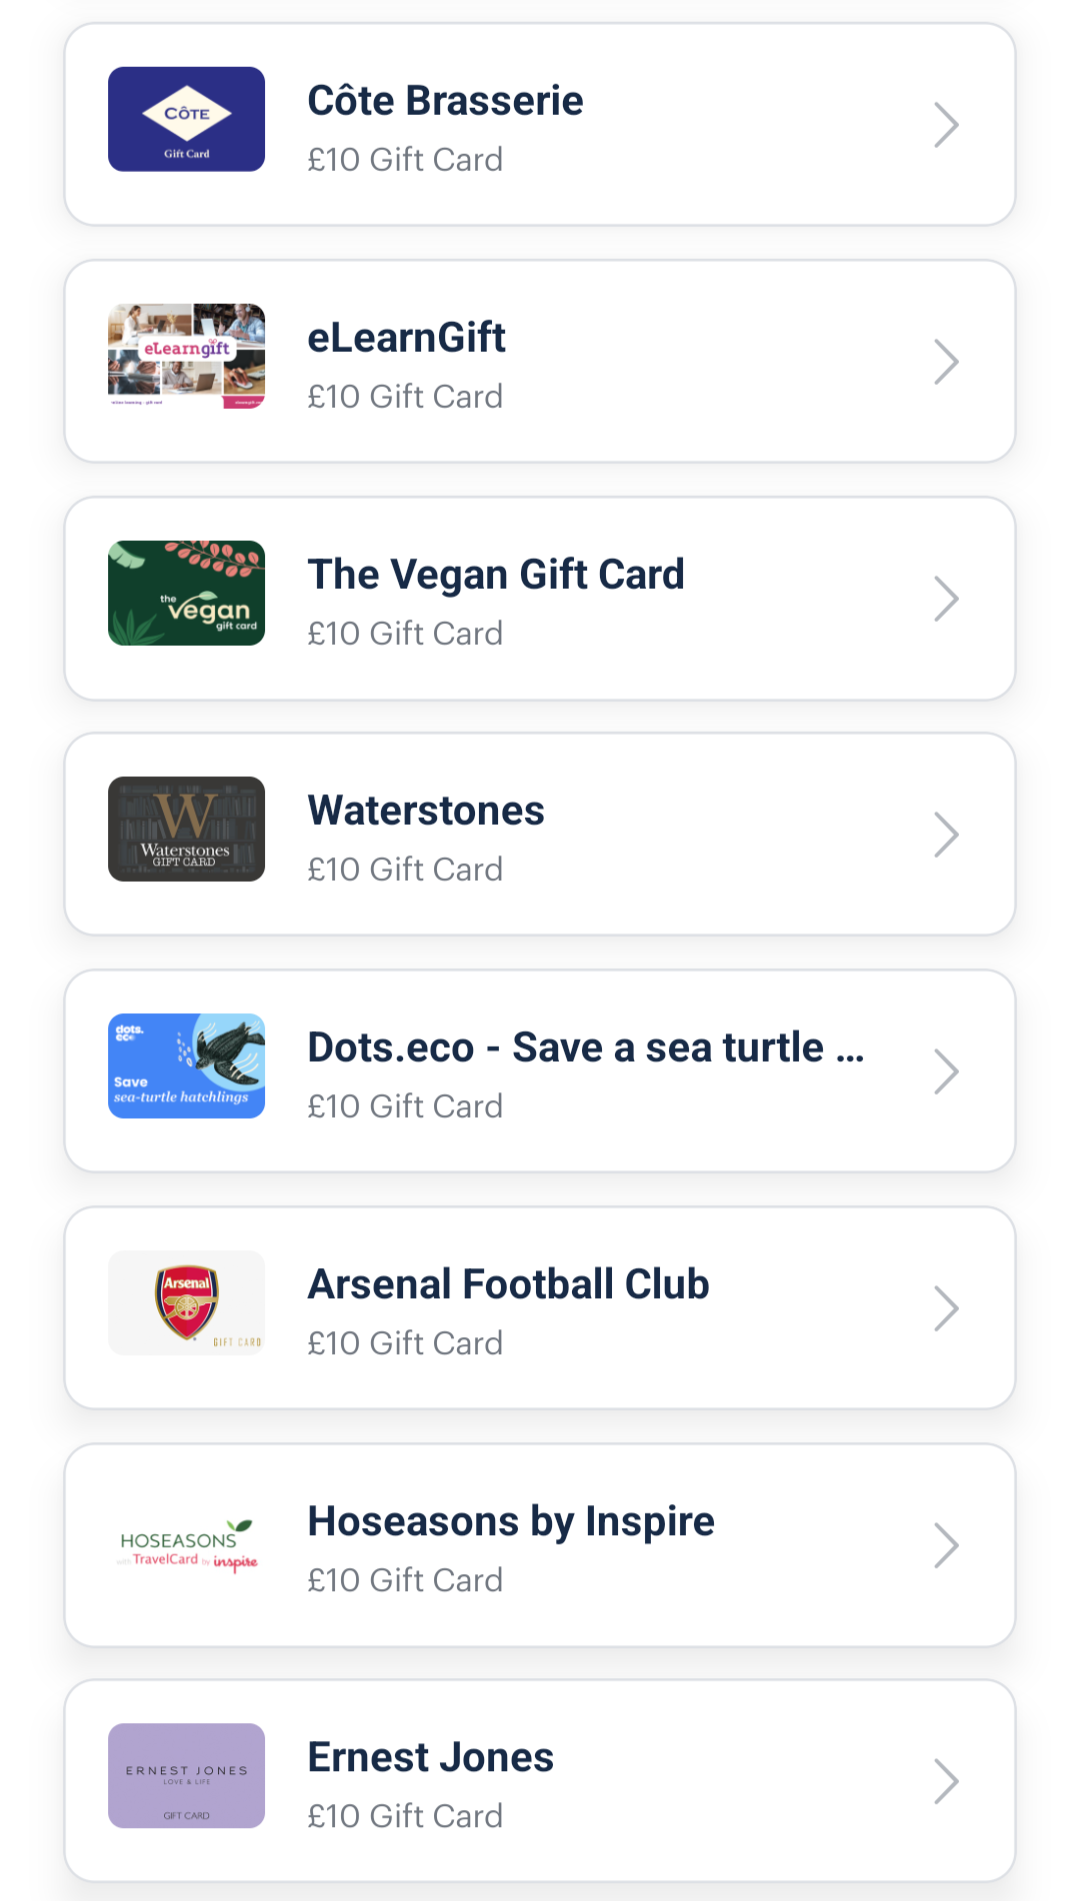 CÔTE
Gift Card
Côte Brasserie
£10 Gift Card
eLearngift
eLearnGift
£10 Gift Card
the
vegan
gift card
The Vegan Gift Card
£10 Gift Card
W
Waterstones
GIFT CARD
Waterstones
£10 Gift Card
dots.
eco
Save
sea-turtle hatchlings
Dots.eco - Save a sea turtle ...
£10 Gift Card
Arsenal
GIFT CARD
Arsenal Football Club
£10 Gift Card
HOSEASONS
with TravelCard by inspire
Hoseasons by Inspire
£10 Gift Card
ERNEST JONES
LOVE & LIFE
GIFT CARD
Ernest Jones
£10 Gift Card